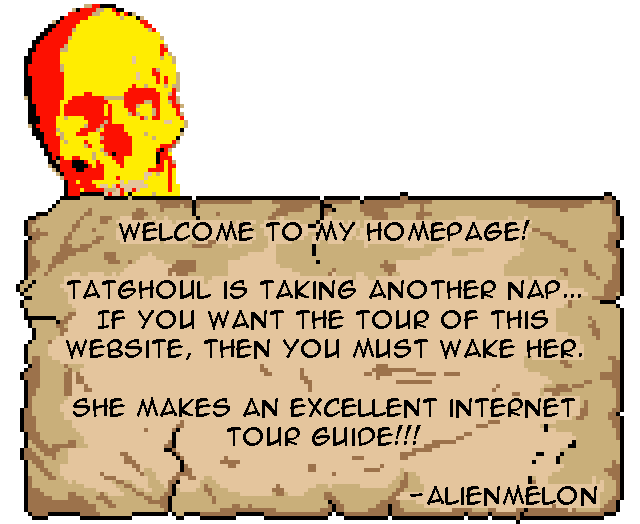 WELCOME TO MY HOMEPAGE!
TATGHOUL IS TAKING ANOTHER NAP...
IF YOU WANT THE TOUR OF THIS
WEBSITE, THEN YOU MUST WAKE HER.
SHE MAKES AN EXCELLENT INTERNET
TOUR GUIDE!!!
-ALIENMELON